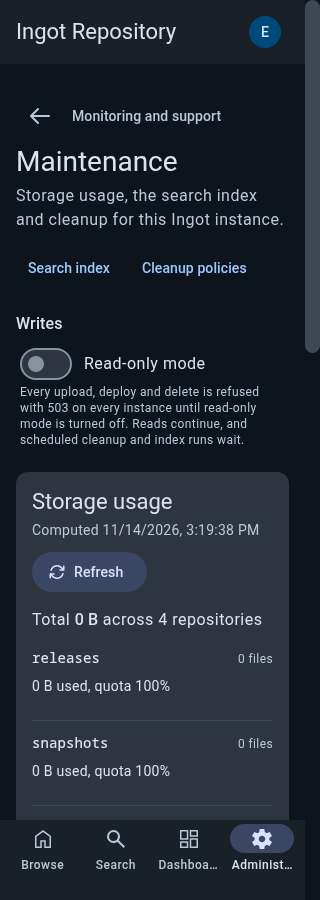 Ingot Repository
E
Monitoring and support
Maintenance
Storage usage, the search index
and cleanup for this Ingot instance.
Search index
Cleanup policies
Writes
Read-only mode
Every upload, deploy and delete is refused
with 503 on every instance until read-only
mode is turned off. Reads continue, and
scheduled cleanup and index runs wait.
Storage usage
Computed 11/14/2026, 3:19:38 PM
Refresh
Total 0 B across 4 repositories
releases 0 files
0 B used, quota 100%
snapshots 0 files
0 B used, quota 100%
Browse Search Dashboa… Administ…